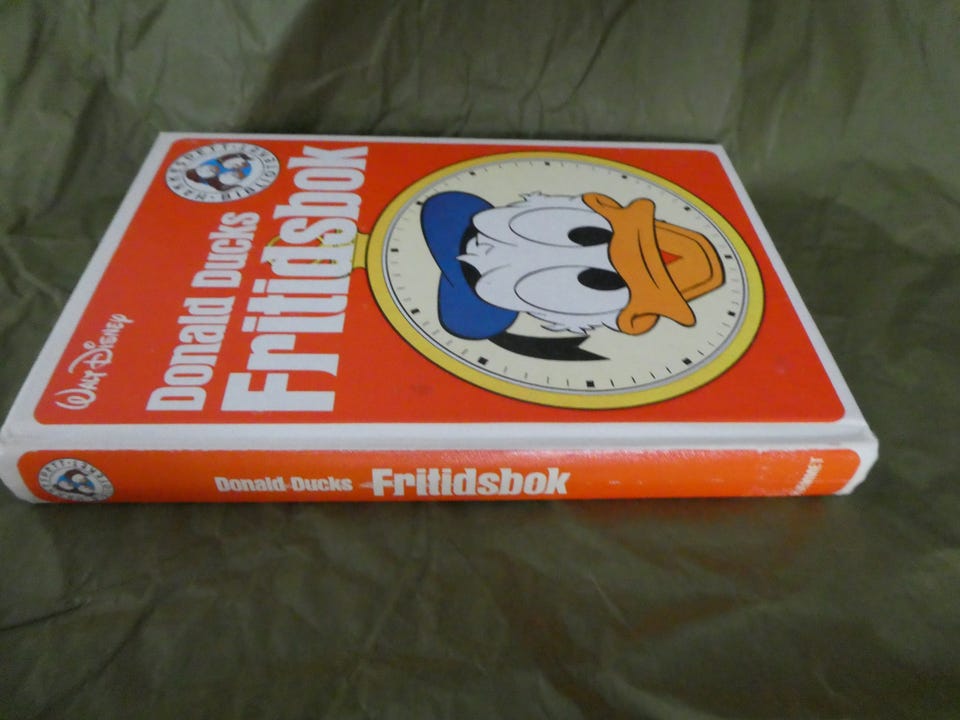 WALT DISNEY
Donald Ducks
Fritidsbok
Donald Ducks Fritidsbok